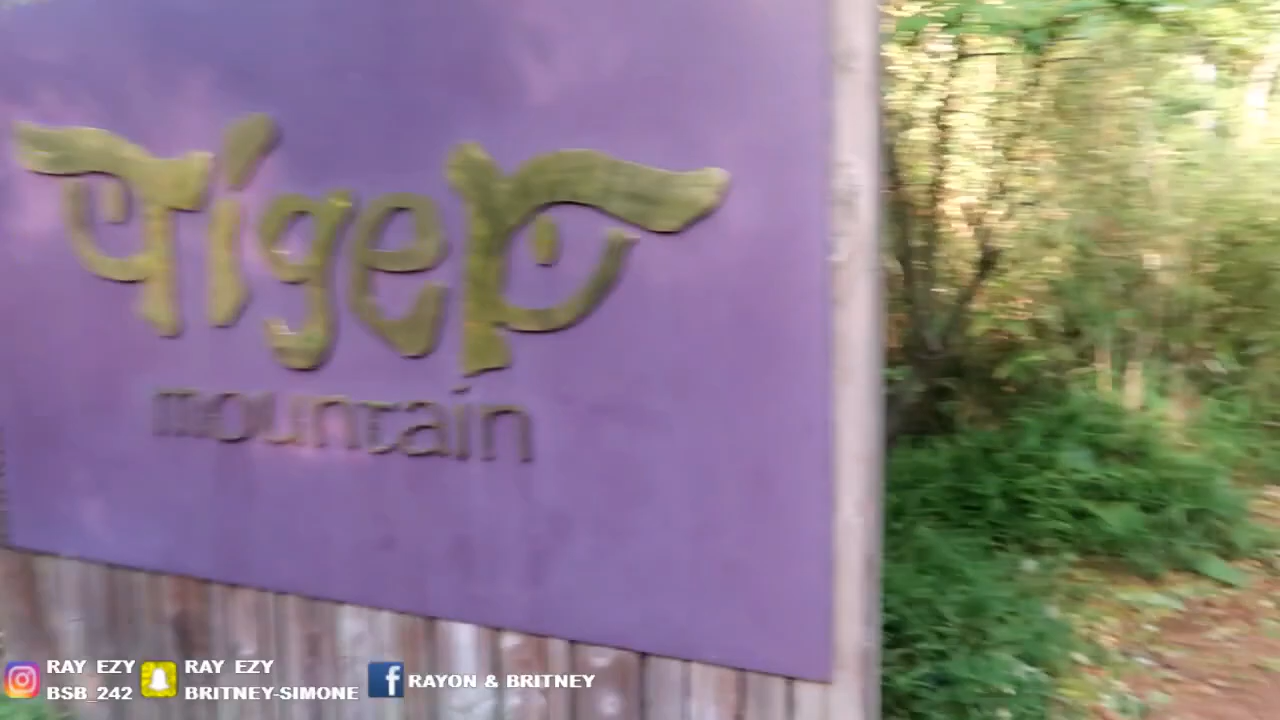 Tiger
mountain
RAY EZY RAY EZY
BSB_242 BRITNEY-SIMONE
RAYON & BRITNEY